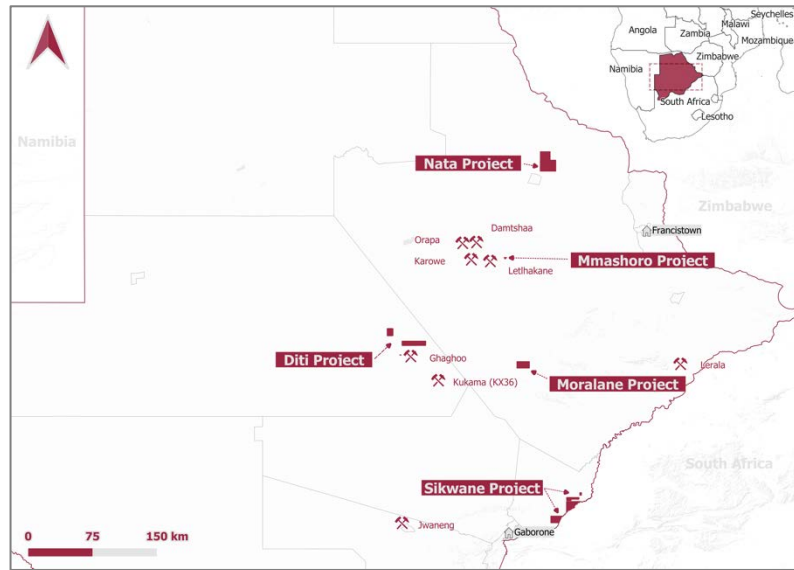 Seychelles
Malawi
Angola
Zambia
Mozambique
Zimbabwe
Namibia
South Africa
Lesotho
Namibia
Nata Project
Zimbabwe
Damtshaa
Francistown
Orapa
Karowe
Mmashoro Project
Letlhakane
Diti Project
Ghaghoo
Lerala
Kukama (KX36)
Moralane Project
South Africa
Sikwane Project
Jwaneng
Gaborone
0 75 150 km